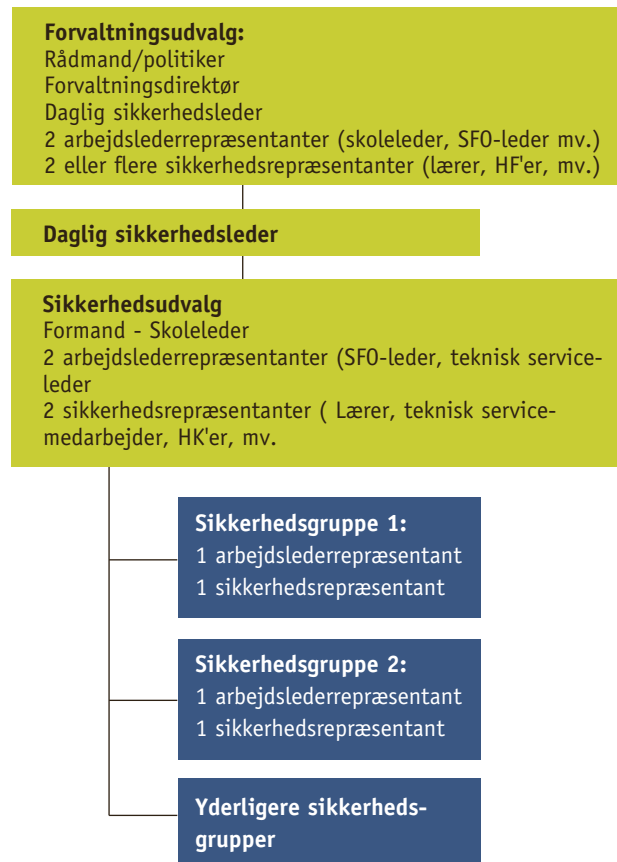 Forvaltningsudvalg:
Rådmand/politiker
Forvaltningsdirektør
Daglig sikkerhedsleder
2 arbejdslederrepræsentanter (skoleleder, SFO-leder mv.)
2 eller flere sikkerhedsrepræsentanter (lærer, HF'er, mv.)
Daglig sikkerhedsleder
Sikkerhedsudvalg
Formand - Skoleleder
2 arbejdslederrepræsentanter (SFO-leder, teknisk service-
leder
2 sikkerhedsrepræsentanter ( Lærer, teknisk service-
medarbejder, HK'er, mv.
Sikkerhedsgruppe 1:
1 arbejdslederrepræsentant
1 sikkerhedsrepræsentant
Sikkerhedsgruppe 2:
1 arbejdslederrepræsentant
1 sikkerhedsrepræsentant
Yderligere sikkerheds-
grupper